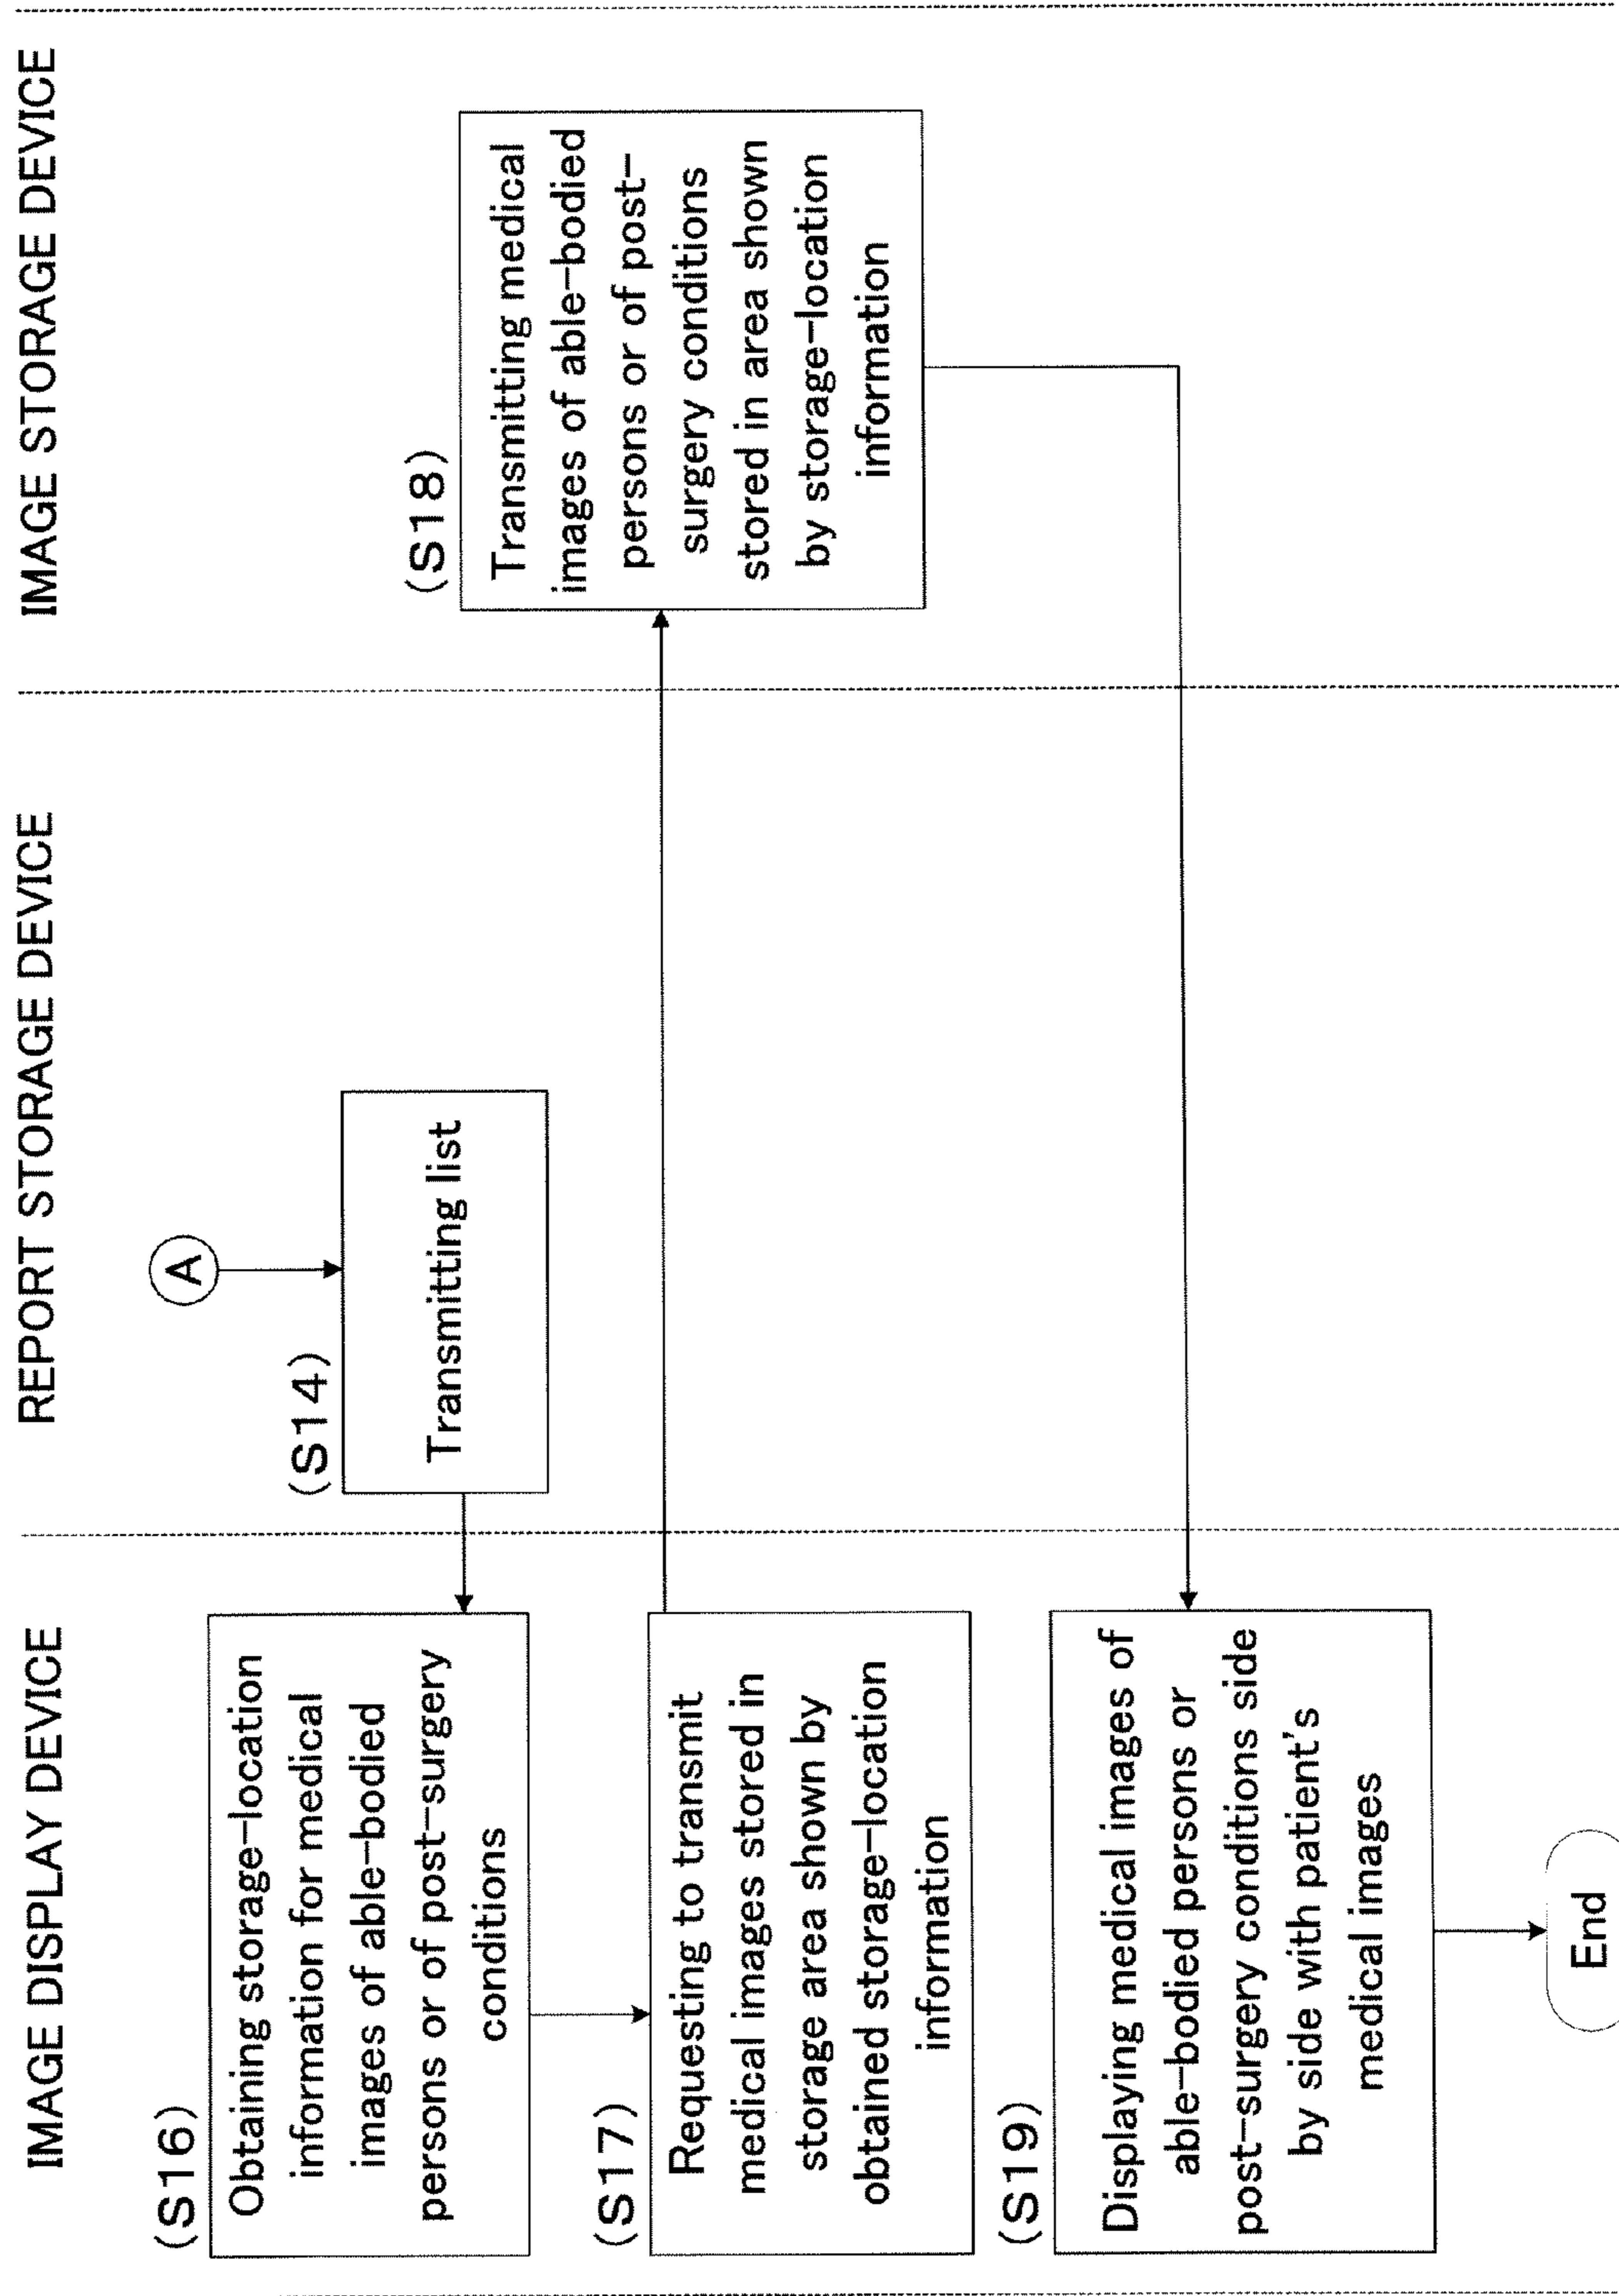 IMAGE DISPLAY DEVICE
REPORT STORAGE DEVICE
IMAGE STORAGE DEVICE
A
(S14)
Transmitting list
(S16)
Obtaining storage-location
information for medical
images of able-bodied
persons or of post-surgery
conditions
(S17)
Requesting to transmit
medical images stored in
storage area shown by
obtained storage-location
information
(S18)
Transmitting medical
images of able-bodied
persons or of post-
surgery conditions
stored in area shown
by storage-location
information
(S19)
Displaying medical images of
able-bodied persons or
post-surgery conditions side
by side with patient's
medical images
End